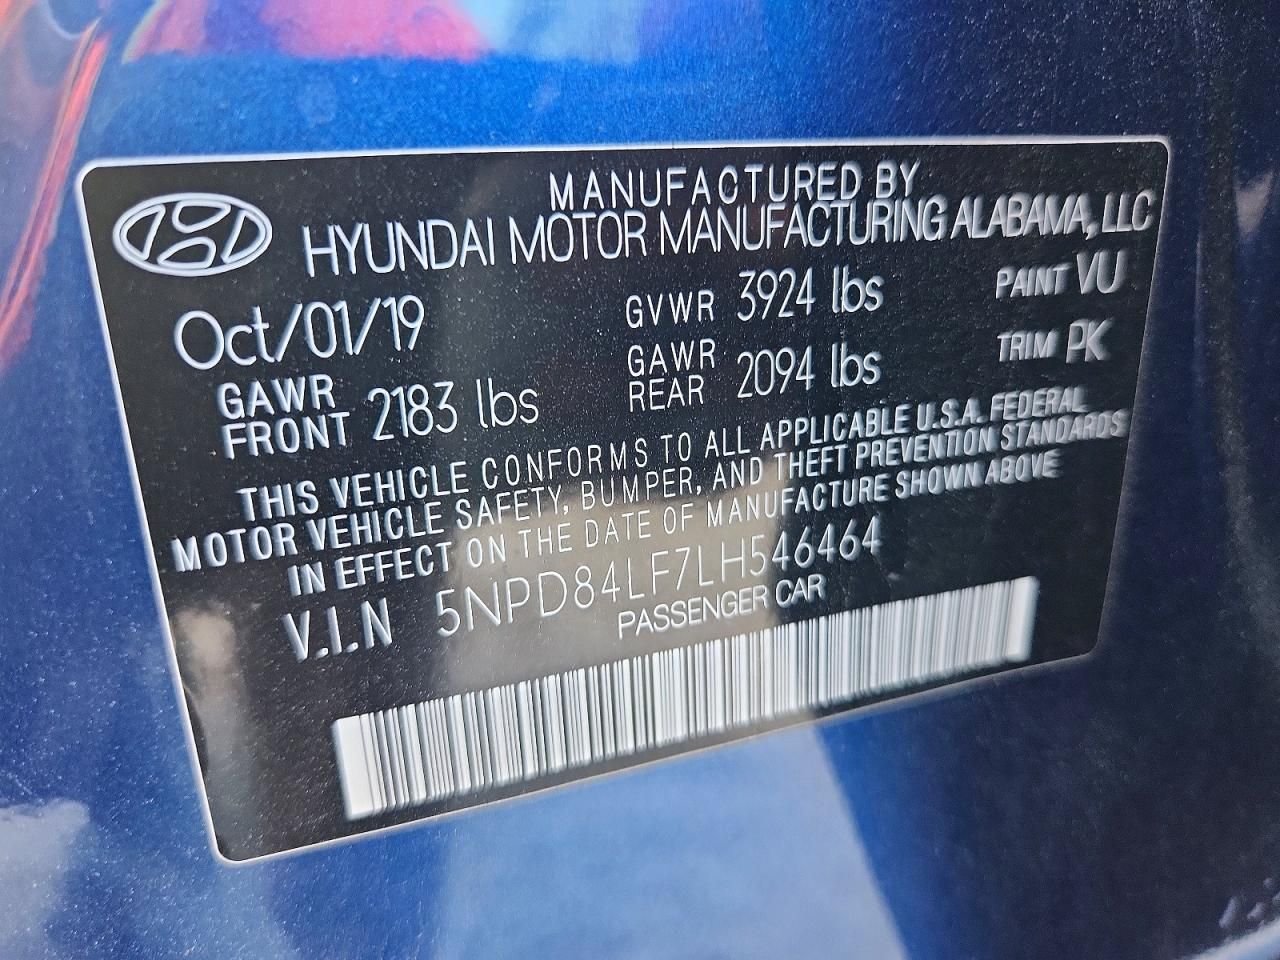 MANUFACTURED BY
HYUNDAI MOTOR MANUFACTURING ALABAMA, LLC
Oct/01/19 GVWR 3924 lbs PAINT VU
GAWR FRONT 2183 lbs GAWR REAR 2094 lbs TRIM PK
THIS VEHICLE CONFORMS TO ALL APPLICABLE U.S.A. FEDERAL
MOTOR VEHICLE SAFETY, BUMPER, AND THEFT PREVENTION STANDARDS
IN EFFECT ON THE DATE OF MANUFACTURE SHOWN ABOVE
V.I.N 5NPD84LF7LH546464
PASSENGER CAR